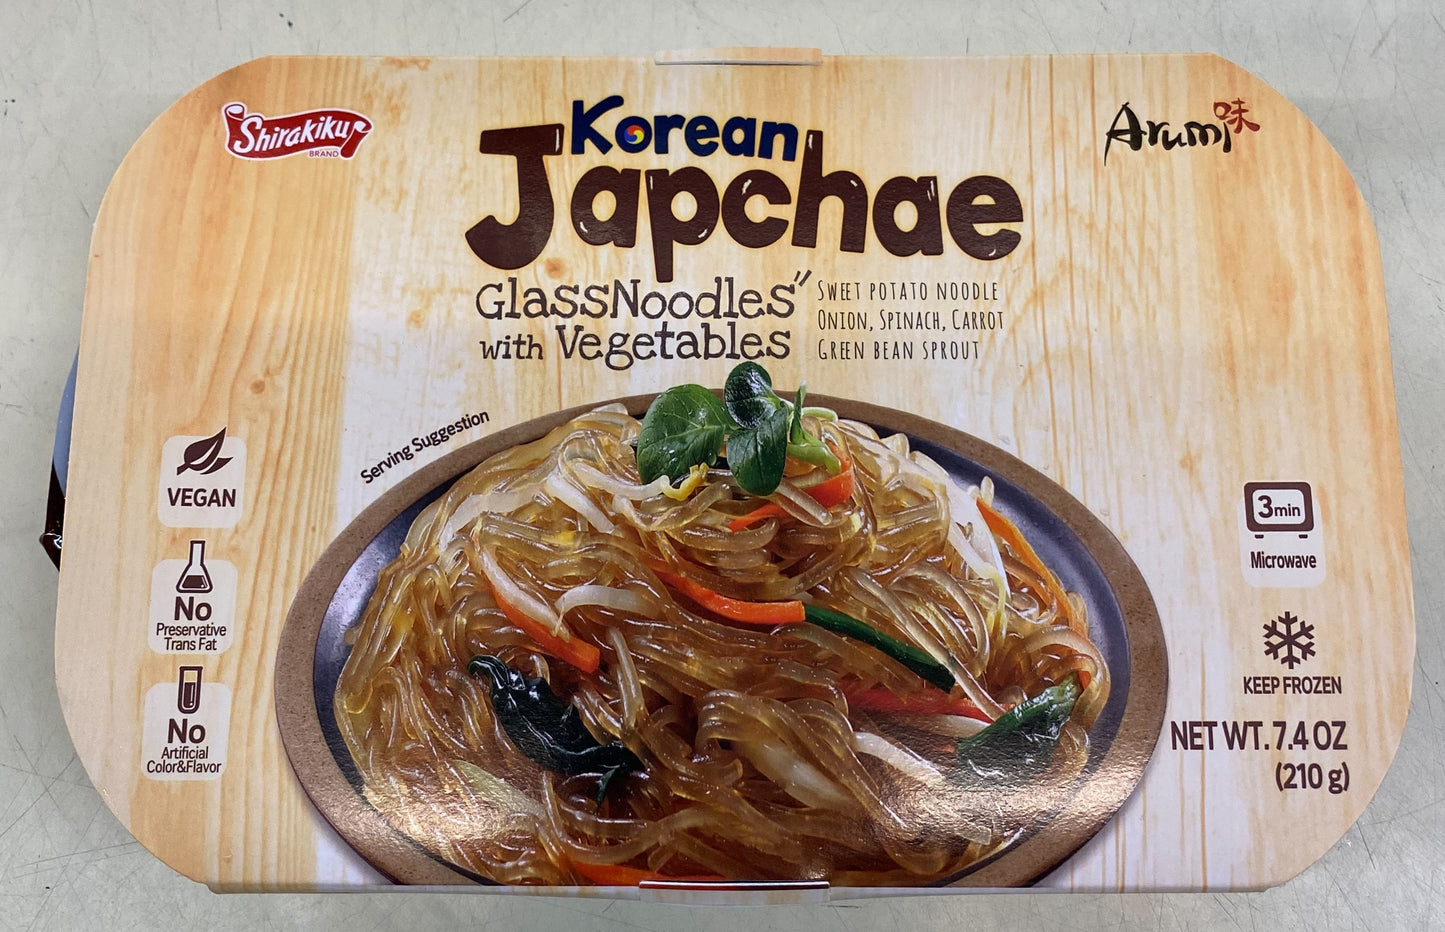 Shirakiku
BRAND
Korean
Japchae
Arumi味
GlassNoodles"
with Vegetables
SWEET POTATO NOODLE
ONION, SPINACH, CARROT
GREEN BEAN SPROUT
Serving Suggestion
VEGAN
No
Preservative
Trans Fat
No
Artificial
Color&Flavor
3min
Microwave
KEEP FROZEN
NET WT. 7.4 OZ
(210 g)